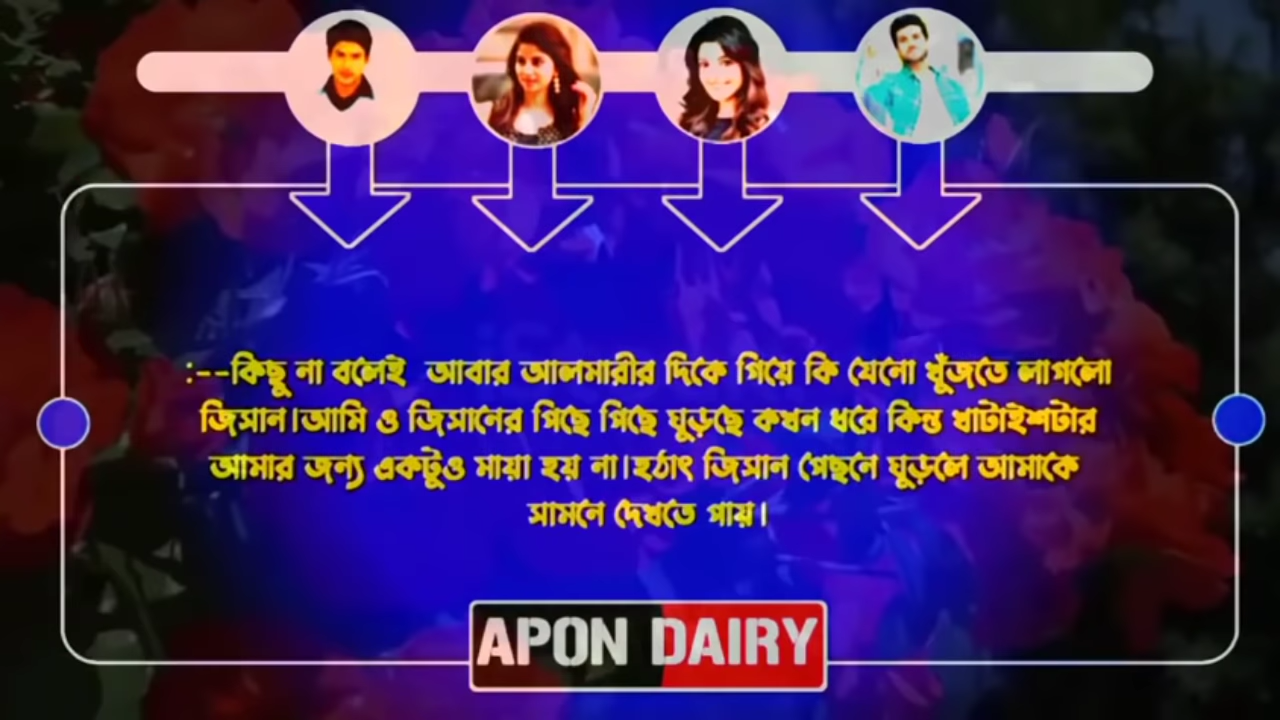 :--কিছু না বলেই আবার আলমারীর দিকে গিয়ে কি যেনো খুঁজতে লাগলো
জিসান।আমি ও জিসানের পিছে পিছে ঘুড়ছে কখন ধরে কিন্ত খাটাইশটার
আমার জন্য একটুও মায়া হয় না।হঠাৎ জিসান পেছনে ঘুড়লে আমাকে
সামনে দেখতে পায়।
APON DAIRY